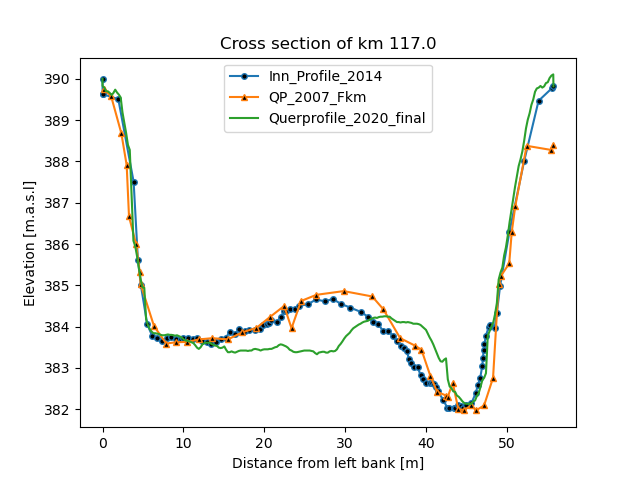 Cross section of km 117.0
Inn_Profile_2014
QP_2007_Fkm
Querprofile_2020_final
Elevation [m.a.s.l]
390
389
388
387
386
385
384
383
382
0 10 20 30 40 50
Distance from left bank [m]